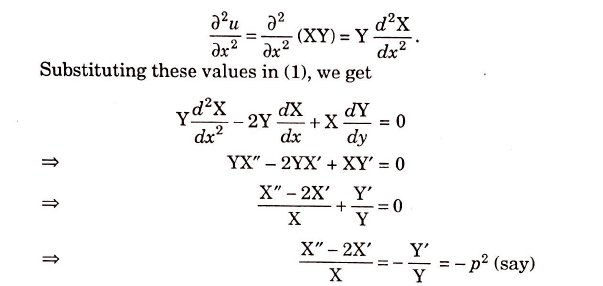 ∂²u/∂x² = ∂²/∂x² (XY) = Y d²X/dx² .
Substituting these values in (1), we get
Y d²X/dx² – 2Y dX/dx + X dY/dy = 0
⇒ YX″ – 2YX′ + XY′ = 0
⇒ (X″ – 2X′)/X + Y′/Y = 0
⇒ (X″ – 2X′)/X = – Y′/Y = – p² (say)